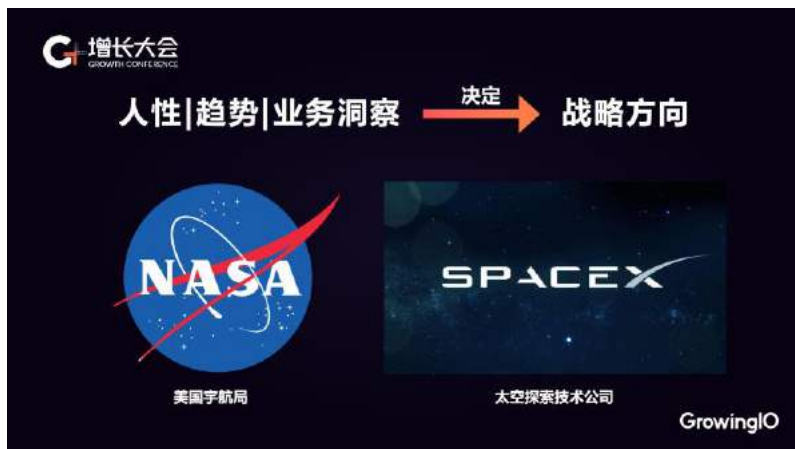 G+ 增长大会
GROWTH CONFERENCE
人性|趋势|业务洞察
决定
战略方向
NASA
SPACEX
美国宇航局
太空探索技术公司
GrowingIO